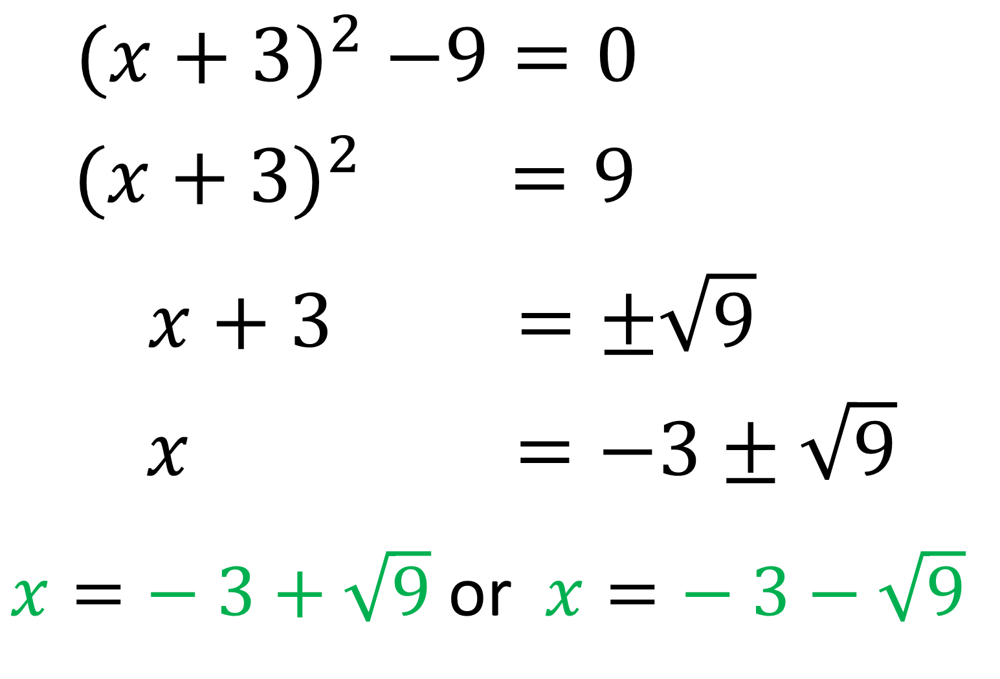 (x + 3)² −9 = 0
(x + 3)² = 9
x + 3 = ±√9
x = −3 ± √9
x = − 3 + √9 or x = − 3 − √9